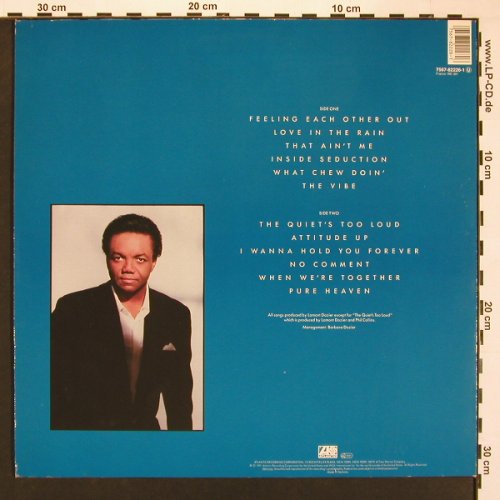 30 cm
20 cm
10 cm
7567-82228-1
SIDE ONE
FEELING EACH OTHER OUT
LOVE IN THE RAIN
THAT AIN'T ME
INSIDE SEDUCTION
WHAT CHEW DOIN'
THE VIBE
SIDE TWO
THE QUIET'S TOO LOUD
ATTITUDE UP
I WANNA HOLD YOU FOREVER
NO COMMENT
WHEN WE'RE TOGETHER
PURE HEAVEN
All songs produced by Lamont Dozier except for "The Quiet's Too Loud"
which is produced by Lamont Dozier and Phil Collins.
Management: Barbara Dozier
www.LP-CD.de
10 cm
20 cm
30 cm